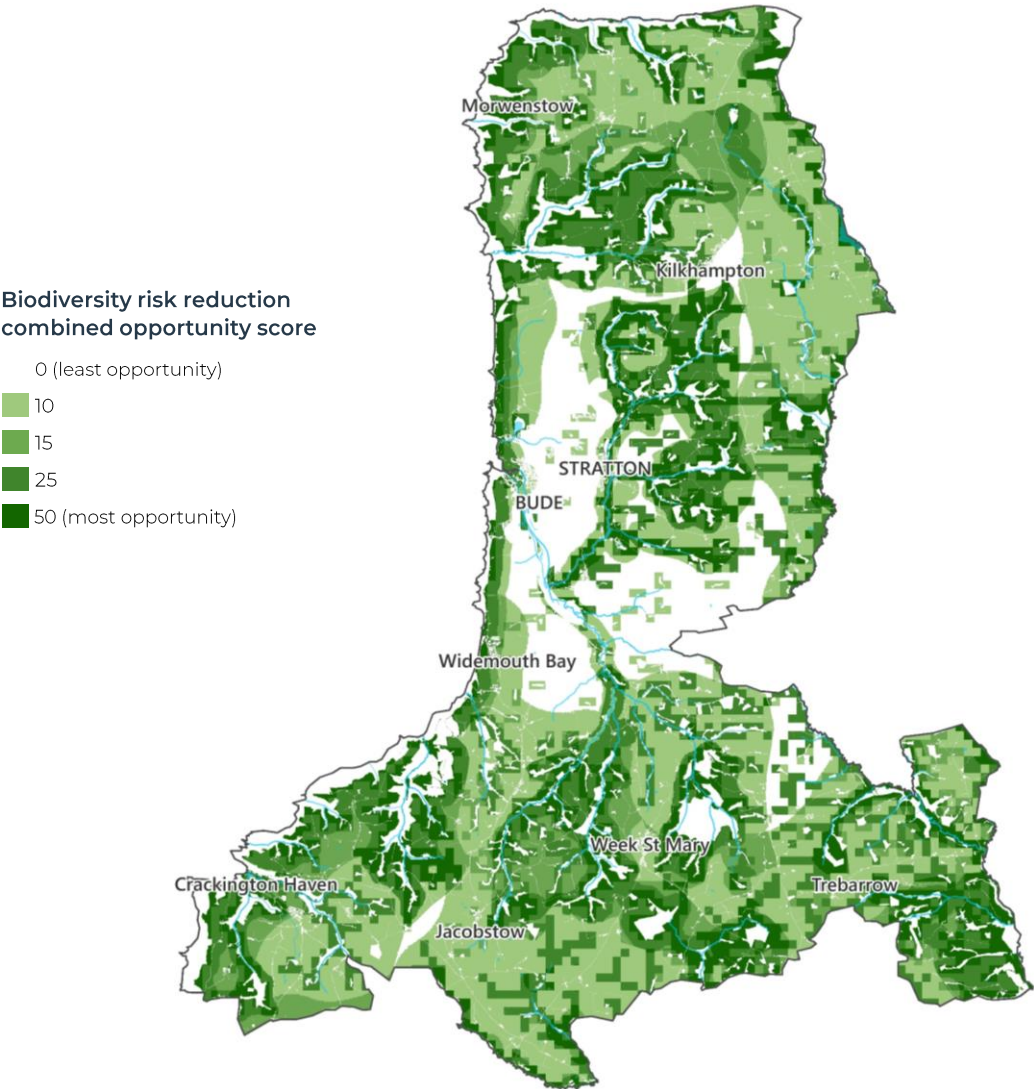 Morwenstow
Kilkhampton
Biodiversity risk reduction
combined opportunity score
0 (least opportunity)
10
15
25
50 (most opportunity)
STRATTON
BUDE
Widemouth Bay
Week St Mary
Crackington Haven
Trebarrow
Jacobstow